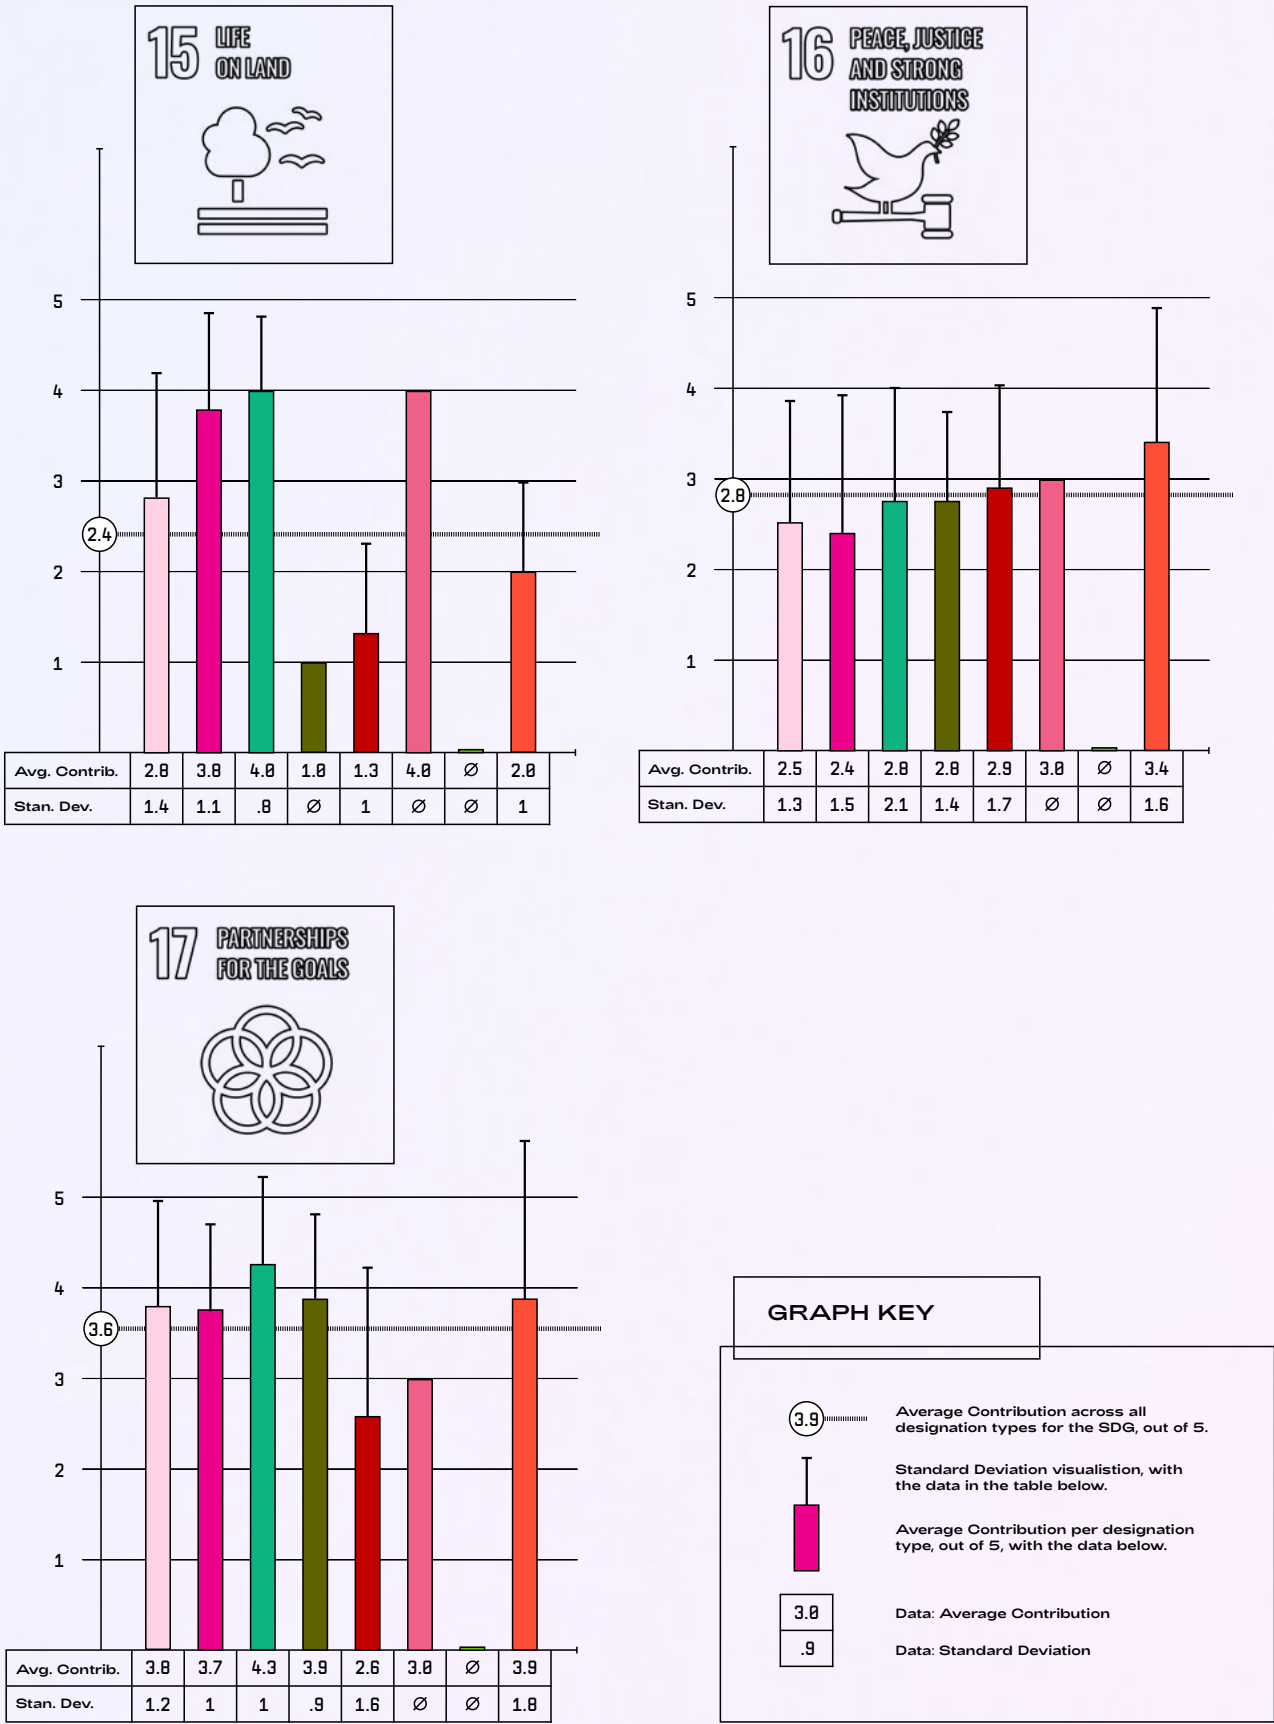 15 LIFE
ON LAND
5
4
3
2.4
2
1
Avg. Contrib. 2.8 3.8 4.0 1.0 1.3 4.0 Ø 2.0
Stan. Dev. 1.4 1.1 .8 Ø 1 Ø Ø 1
16 PEACE, JUSTICE
AND STRONG
INSTITUTIONS
5
4
3
2.8
2
1
Avg. Contrib. 2.5 2.4 2.8 2.8 2.9 3.0 Ø 3.4
Stan. Dev. 1.3 1.5 2.1 1.4 1.7 Ø Ø 1.6
17 PARTNERSHIPS
FOR THE GOALS
5
4
3.6
3
2
1
Avg. Contrib. 3.8 3.7 4.3 3.9 2.6 3.0 Ø 3.9
Stan. Dev. 1.2 1 1 .9 1.6 Ø Ø 1.8
GRAPH KEY
3.9 Average Contribution across all
designation types for the SDG, out of 5.
Standard Deviation visualistion, with
the data in the table below.
Average Contribution per designation
type, out of 5, with the data below.
3.0 Data: Average Contribution
.9 Data: Standard Deviation